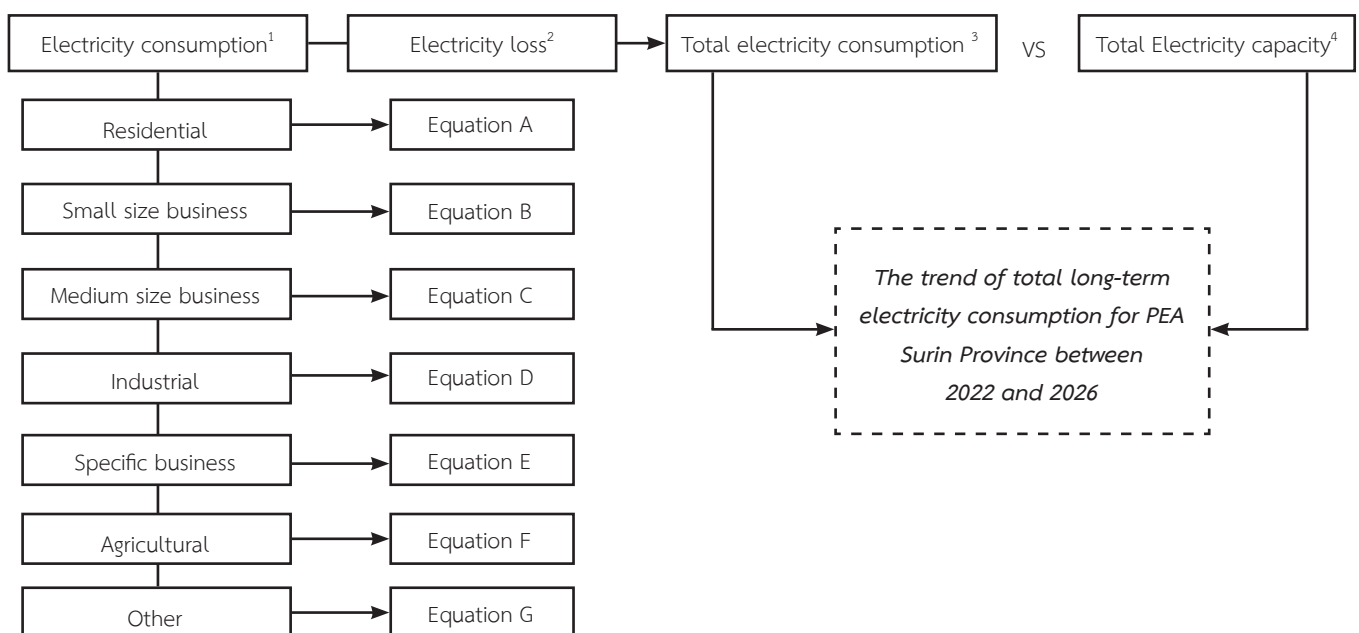 Electricity consumption¹
Electricity loss²
Total electricity consumption ³
VS
Total Electricity capacity⁴
Residential
Equation A
Small size business
Equation B
Medium size business
Equation C
Industrial
Equation D
Specific business
Equation E
Agricultural
Equation F
Other
Equation G
The trend of total long-term
electricity consumption for PEA
Surin Province between
2022 and 2026